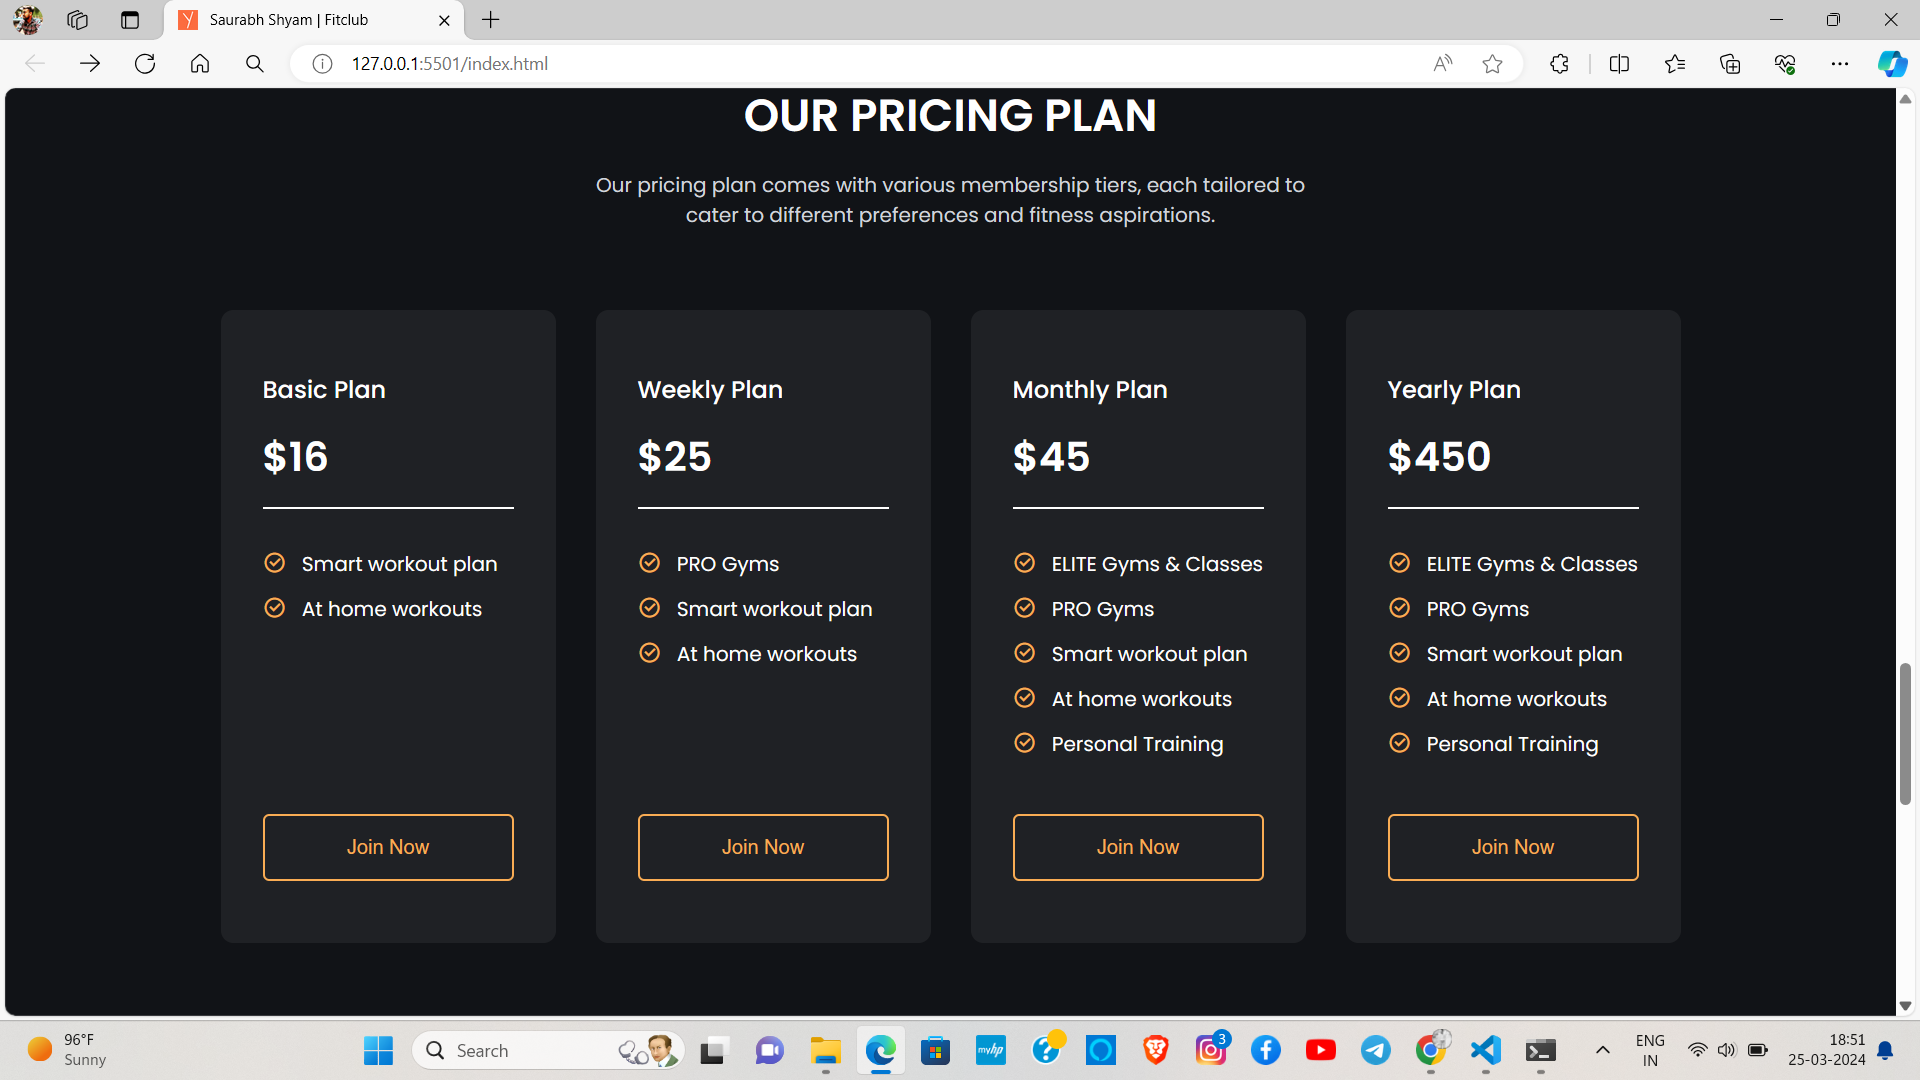 Saurabh Shyam | Fitclub
127.0.0.1:5501/index.html
OUR PRICING PLAN
Our pricing plan comes with various membership tiers, each tailored to
cater to different preferences and fitness aspirations.
Basic Plan
$16
Smart workout plan
At home workouts
Join Now
Weekly Plan
$25
PRO Gyms
Smart workout plan
At home workouts
Join Now
Monthly Plan
$45
ELITE Gyms & Classes
PRO Gyms
Smart workout plan
At home workouts
Personal Training
Join Now
Yearly Plan
$450
ELITE Gyms & Classes
PRO Gyms
Smart workout plan
At home workouts
Personal Training
Join Now
96°F
Sunny
Search
myhp
3
ENG
IN
18:51
25-03-2024